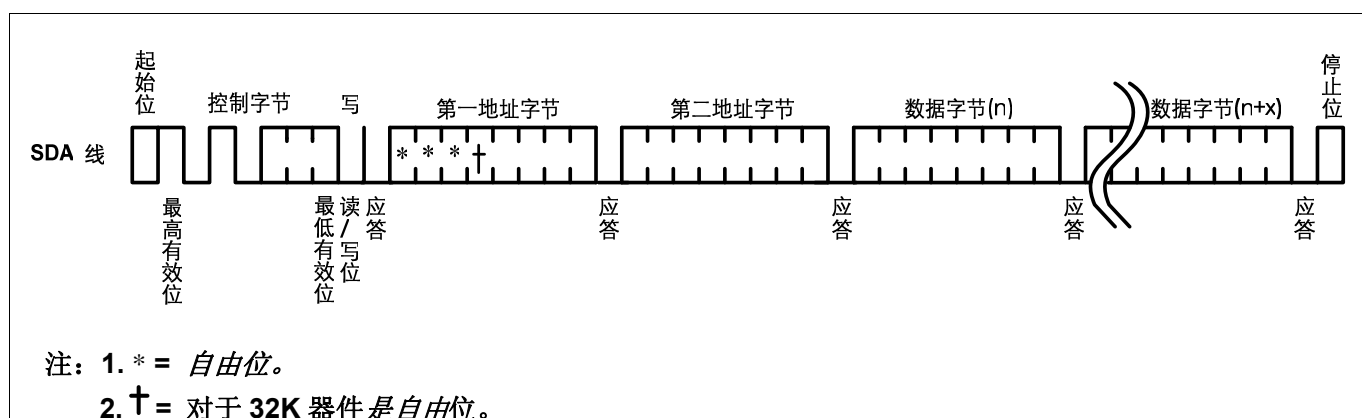 起始位
停止位
控制字节
写
第一地址字节
第二地址字节
数据字节(n)
数据字节(n+x)
SDA 线
* * * †
最高有效位
最低有效位
读/写位
应答
应答
应答
应答
应答
注：1. * = 自由位。
2. † = 对于 32K 器件是自由位。